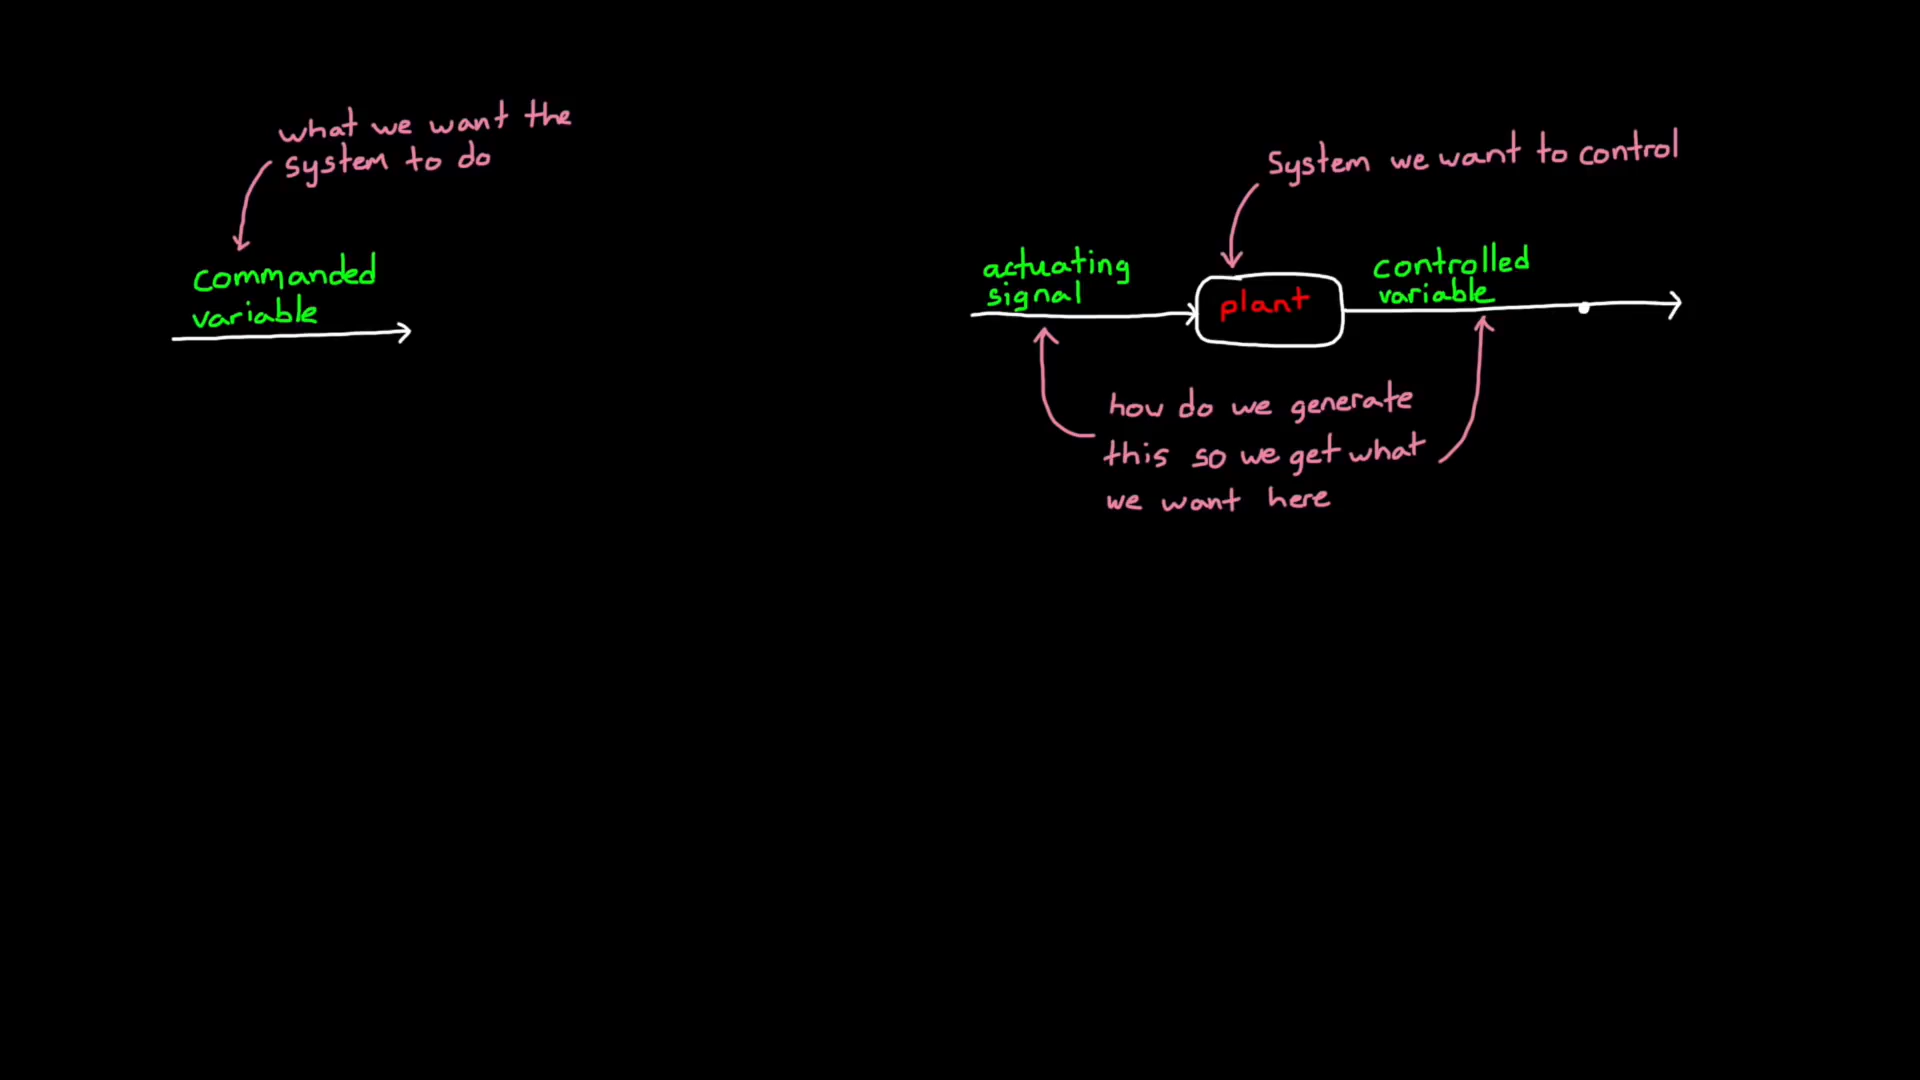 what we want the
system to do
commanded
variable
System we want to control
actuating
signal
plant
controlled
variable
how do we generate
this so we get what
we want here